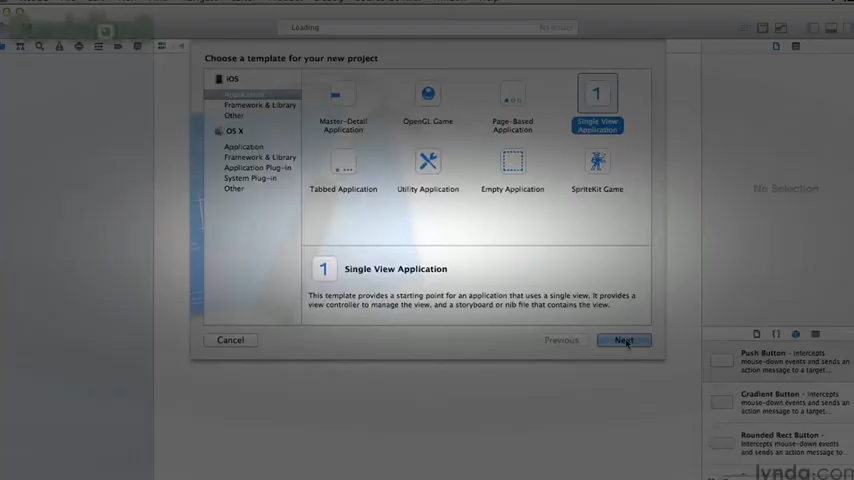 Loading
No Issues
Choose a template for your new project
iOS
Application
Framework & Library
Other
OS X
Application
Framework & Library
Application Plug-in
System Plug-in
Other
Master-Detail
Application
OpenGL Game
Page-Based
Application
1
Single View
Application
Tabbed Application
Utility Application
Empty Application
SpriteKit Game
1
Single View Application
This template provides a starting point for an application that uses a single view. It provides a
view controller to manage the view, and a storyboard or nib file that contains the view.
Cancel
Previous
Next
No Selection
Push Button - Intercepts
mouse-down events and sends an
action message to a target...
Gradient Button - Intercepts
mouse-down events and sends an
action message to a target...
Rounded Rect Button -
Intercepts mouse-down events and
sends an action message to...
lynda.com